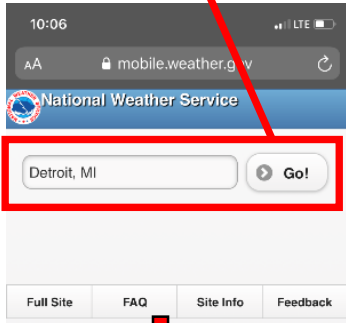 10:06 LTE
AA mobile.weather.gov
National Weather Service
Detroit, MI Go!
Full Site FAQ Site Info Feedback